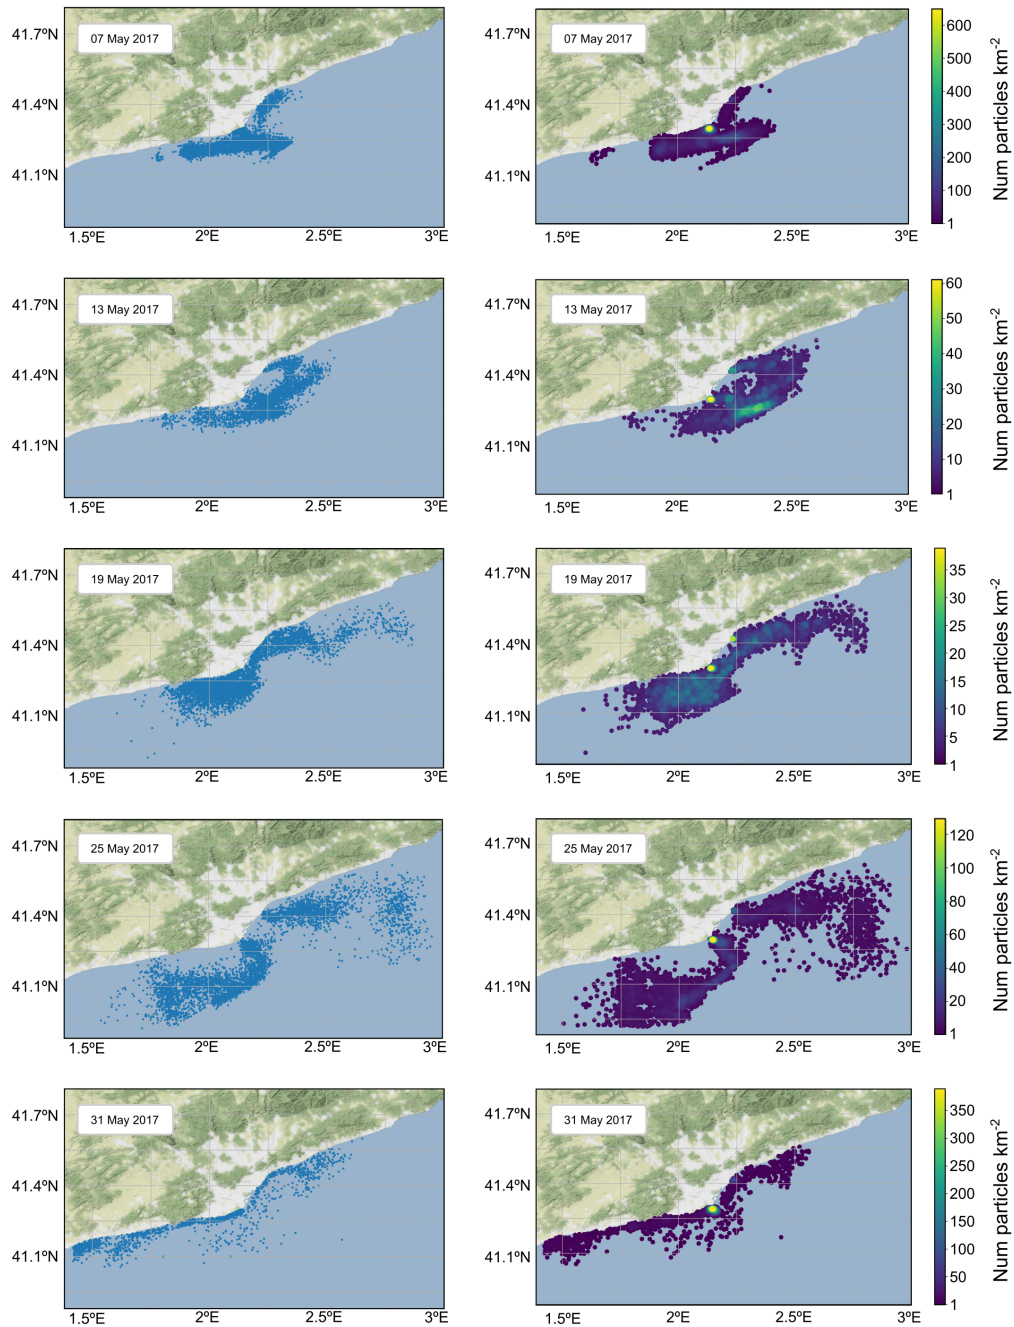 07 May 2017
41.7ºN
41.4ºN
41.1ºN
1.5ºE 2ºE 2.5ºE 3ºE
07 May 2017
41.7ºN
41.4ºN
41.1ºN
1.5ºE 2ºE 2.5ºE 3ºE
600
500
400
300
200
100
1
Num particles km-2
13 May 2017
41.7ºN
41.4ºN
41.1ºN
1.5ºE 2ºE 2.5ºE 3ºE
13 May 2017
41.7ºN
41.4ºN
41.1ºN
1.5ºE 2ºE 2.5ºE 3ºE
60
50
40
30
20
10
1
Num particles km-2
19 May 2017
41.7ºN
41.4ºN
41.1ºN
1.5ºE 2ºE 2.5ºE 3ºE
19 May 2017
41.7ºN
41.4ºN
41.1ºN
1.5ºE 2ºE 2.5ºE 3ºE
35
30
25
20
15
10
5
1
Num particles km-2
25 May 2017
41.7ºN
41.4ºN
41.1ºN
1.5ºE 2ºE 2.5ºE 3ºE
25 May 2017
41.7ºN
41.4ºN
41.1ºN
1.5ºE 2ºE 2.5ºE 3ºE
120
100
80
60
40
20
1
Num particles km-2
31 May 2017
41.7ºN
41.4ºN
41.1ºN
1.5ºE 2ºE 2.5ºE 3ºE
31 May 2017
41.7ºN
41.4ºN
41.1ºN
1.5ºE 2ºE 2.5ºE 3ºE
350
300
250
200
150
100
50
1
Num particles km-2